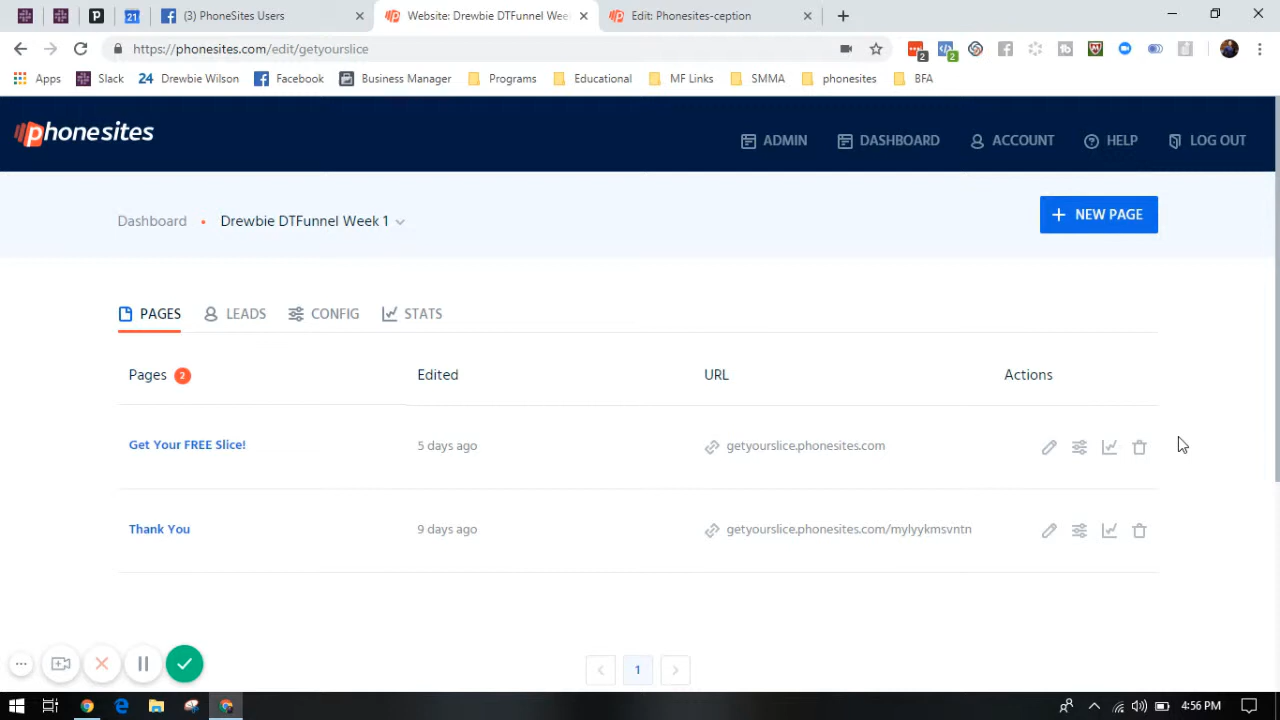 (3) PhoneSites Users
Website: Drewbie DTFunnel Wee
Edit: Phonesites-ception
https://phonesites.com/edit/getyourslice
2
2
Apps
Slack
24 Drewbie Wilson
Facebook
Business Manager
Programs
Educational
MF Links
SMMA
phonesites
BFA
phonesites
ADMIN
DASHBOARD
ACCOUNT
HELP
LOG OUT
Dashboard • Drewbie DTFunnel Week 1
+ NEW PAGE
PAGES
LEADS
CONFIG
STATS
Pages 2
Edited
URL
Actions
Get Your FREE Slice!
5 days ago
getyourslice.phonesites.com
Thank You
9 days ago
getyourslice.phonesites.com/mylyykmsvntn
1
4:56 PM